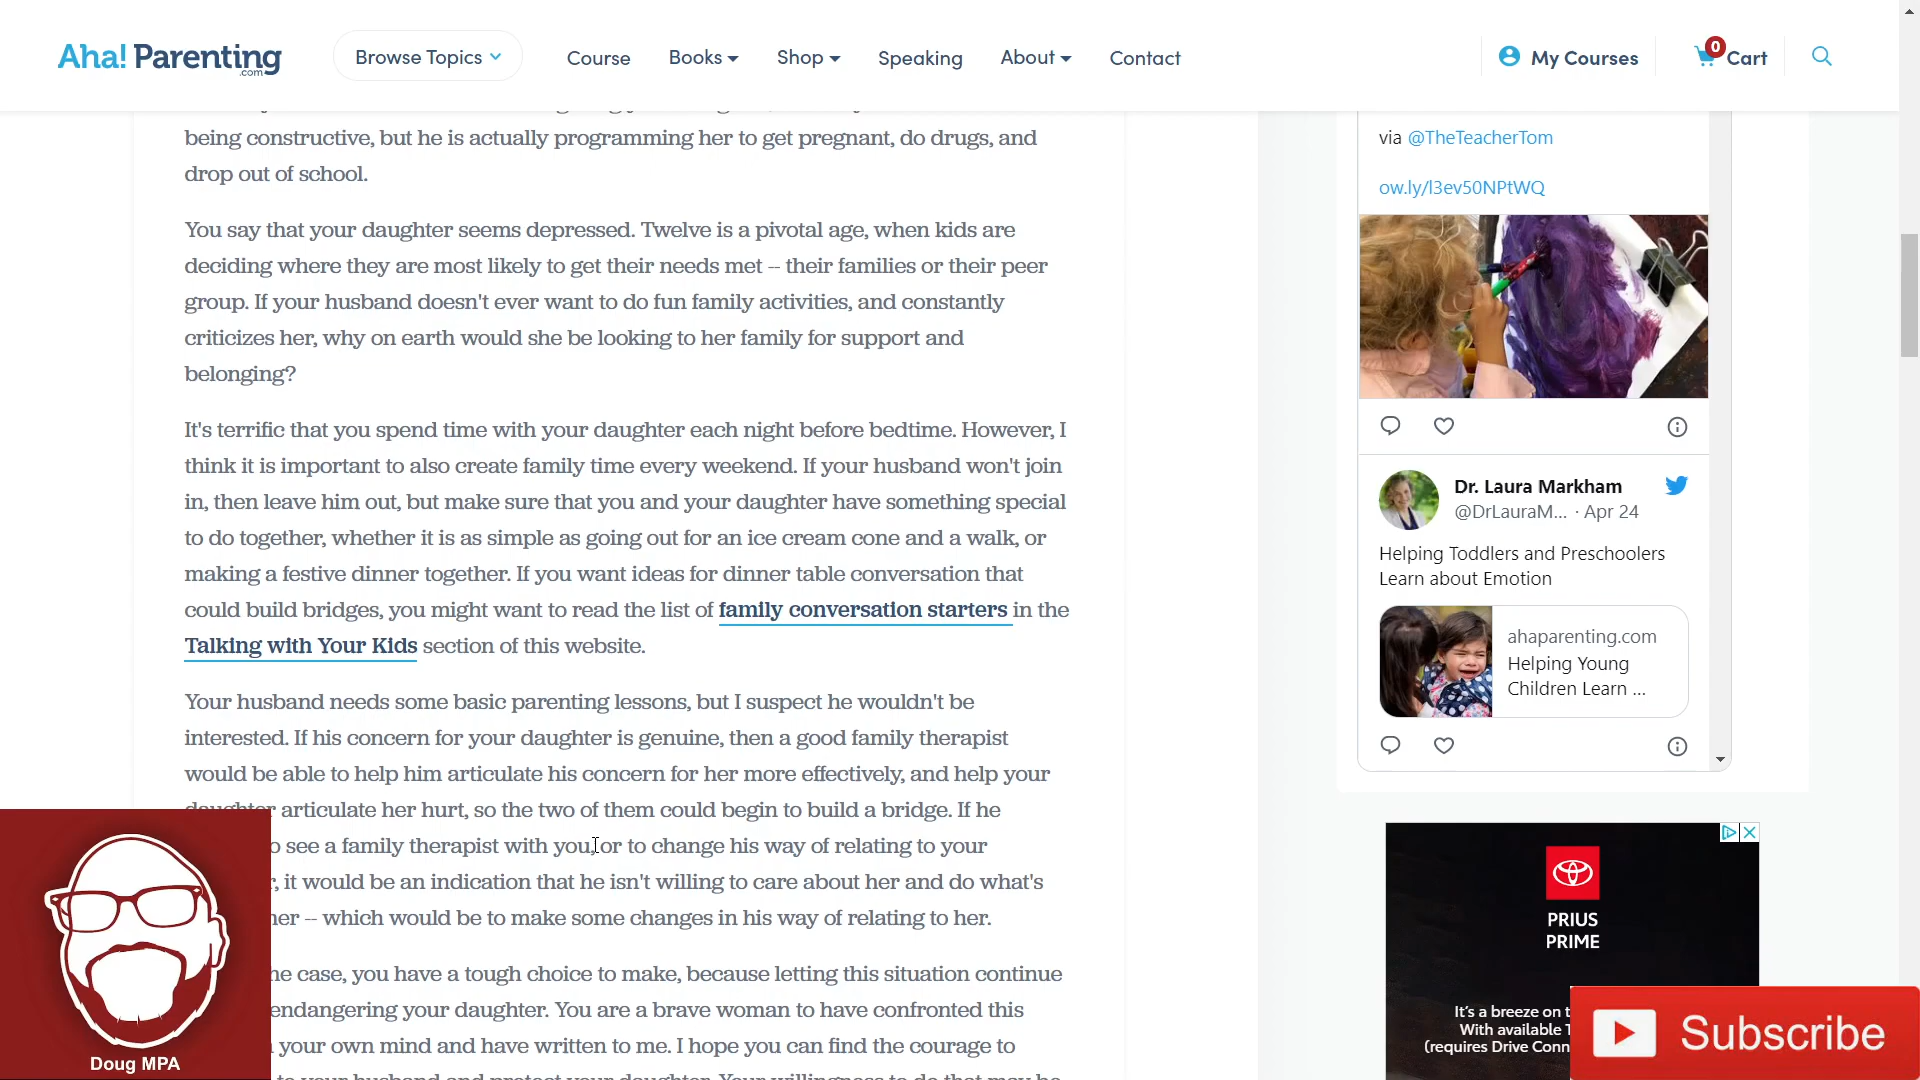 Aha! Parenting
.com
Browse Topics
Course
Books
Shop
Speaking
About
Contact
My Courses
0
Cart
being constructive, but he is actually programming her to get pregnant, do drugs, and
drop out of school.
You say that your daughter seems depressed. Twelve is a pivotal age, when kids are
deciding where they are most likely to get their needs met -- their families or their peer
group. If your husband doesn't ever want to do fun family activities, and constantly
criticizes her, why on earth would she be looking to her family for support and
belonging?
It's terrific that you spend time with your daughter each night before bedtime. However, I
think it is important to also create family time every weekend. If your husband won't join
in, then leave him out, but make sure that you and your daughter have something special
to do together, whether it is as simple as going out for an ice cream cone and a walk, or
making a festive dinner together. If you want ideas for dinner table conversation that
could build bridges, you might want to read the list of family conversation starters in the
Talking with Your Kids section of this website.
Your husband needs some basic parenting lessons, but I suspect he wouldn't be
interested. If his concern for your daughter is genuine, then a good family therapist
would be able to help him articulate his concern for her more effectively, and help your
daughter articulate her hurt, so the two of them could begin to build a bridge. If he
o see a family therapist with you, or to change his way of relating to your
, it would be an indication that he isn't willing to care about her and do what's
her -- which would be to make some changes in his way of relating to her.
he case, you have a tough choice to make, because letting this situation continue
endangering your daughter. You are a brave woman to have confronted this
your own mind and have written to me. I hope you can find the courage to
via @TheTeacherTom
ow.ly/l3ev50NPtWQ
Dr. Laura Markham
@DrLauraM... · Apr 24
Helping Toddlers and Preschoolers
Learn about Emotion
ahaparenting.com
Helping Young
Children Learn ...
PRIUS
PRIME
It's a breeze on t
With available
(requires Drive Conn
Doug MPA
Subscribe